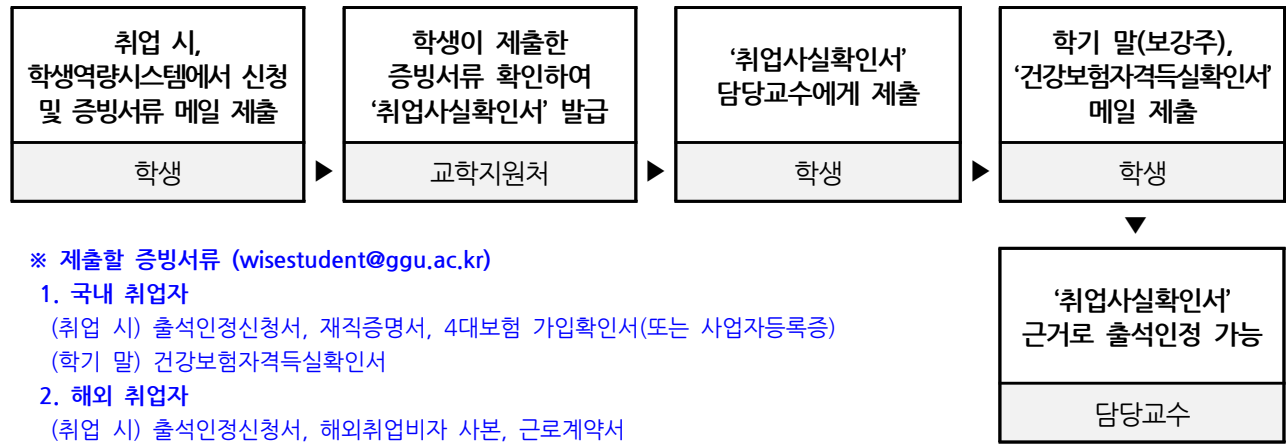 취업 시,
학생역량시스템에서 신청
및 증빙서류 메일 제출
학생
▶
학생이 제출한
증빙서류 확인하여
‘취업사실확인서’ 발급
교학지원처
▶
‘취업사실확인서’
담당교수에게 제출
학생
▶
학기 말(보강주),
‘건강보험자격득실확인서’
메일 제출
학생
▼
‘취업사실확인서’
근거로 출석인정 가능
담당교수
※ 제출할 증빙서류 (wisestudent@ggu.ac.kr)
1. 국내 취업자
(취업 시) 출석인정신청서, 재직증명서, 4대보험 가입확인서(또는 사업자등록증)
(학기 말) 건강보험자격득실확인서
2. 해외 취업자
(취업 시) 출석인정신청서, 해외취업비자 사본, 근로계약서